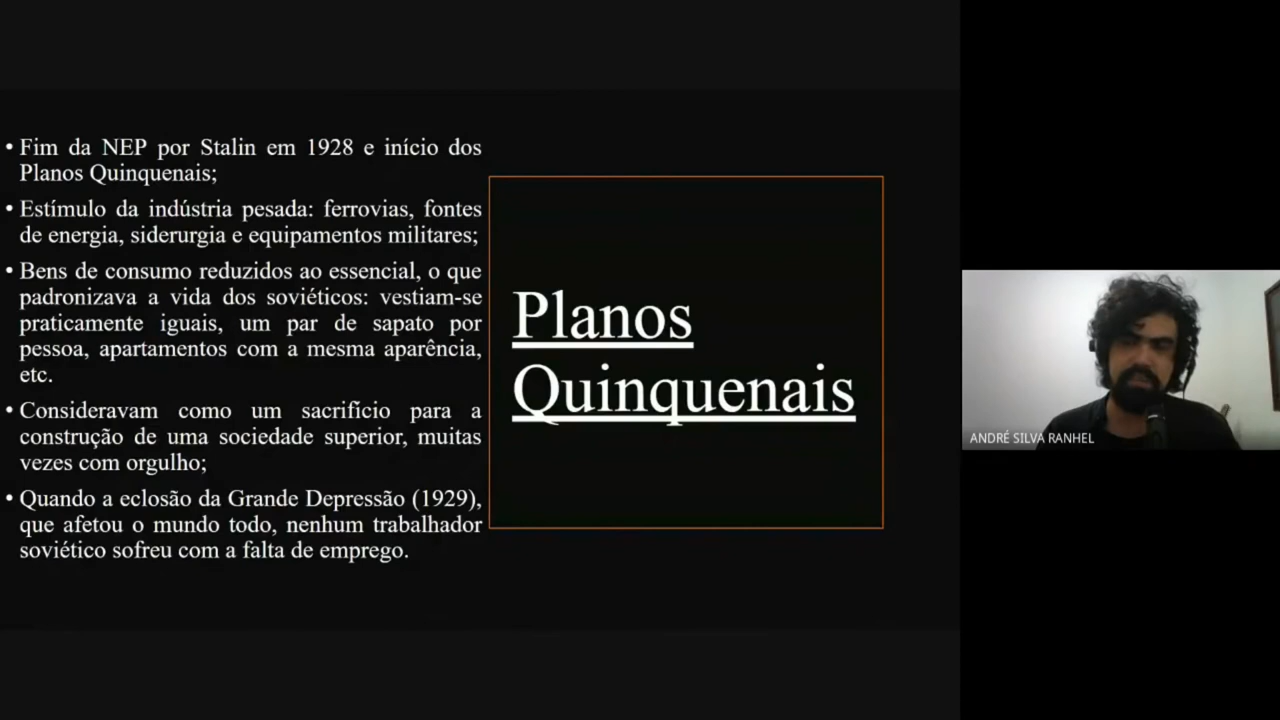 • Fim da NEP por Stalin em 1928 e início dos
Planos Quinquenais;
• Estímulo da indústria pesada: ferrovias, fontes
de energia, siderurgia e equipamentos militares;
• Bens de consumo reduzidos ao essencial, o que
padronizava a vida dos soviéticos: vestiam-se
praticamente iguais, um par de sapato por
pessoa, apartamentos com a mesma aparência,
etc.
• Consideravam como um sacrifício para a
construção de uma sociedade superior, muitas
vezes com orgulho;
• Quando a eclosão da Grande Depressão (1929),
que afetou o mundo todo, nenhum trabalhador
soviético sofreu com a falta de emprego.
Planos
Quinquenais
ANDRÉ SILVA RANHEL